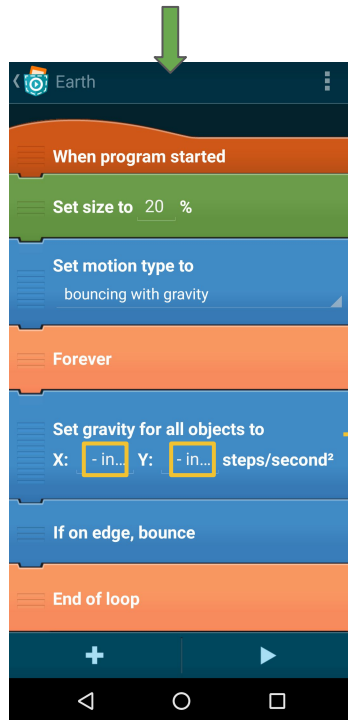 Earth
When program started
Set size to 20 %
Set motion type to
bouncing with gravity
Forever
Set gravity for all objects to
X: - in... Y: - in... steps/second²
If on edge, bounce
End of loop